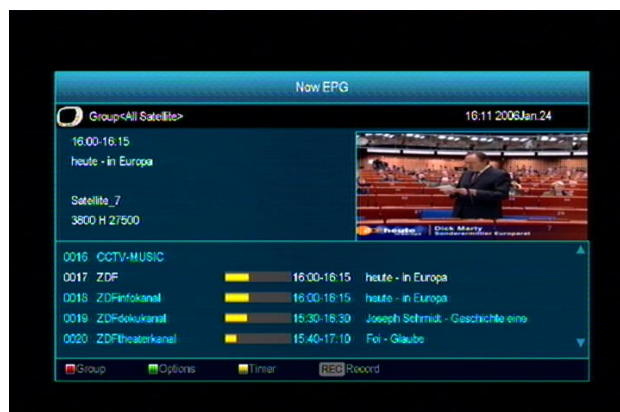 Now EPG
Group<All Satellite> 16:11 2006Jan.24
16:00-16:15
heute - in Europa
Satellite_7
3800 H 27500
heute Dick Marty
Sonderermittler Europarat
0016 CCTV-MUSIC
0017 ZDF 16:00-16:15 heute - in Europa
0018 ZDFinfokanal 16:00-16:15 heute - in Europa
0019 ZDFdokukanal 15:30-16:30 Joseph Schmidt - Geschichte eine
0020 ZDFtheaterkanal 15:40-17:10 Foi - Glaube
Group Options Timer REC Record